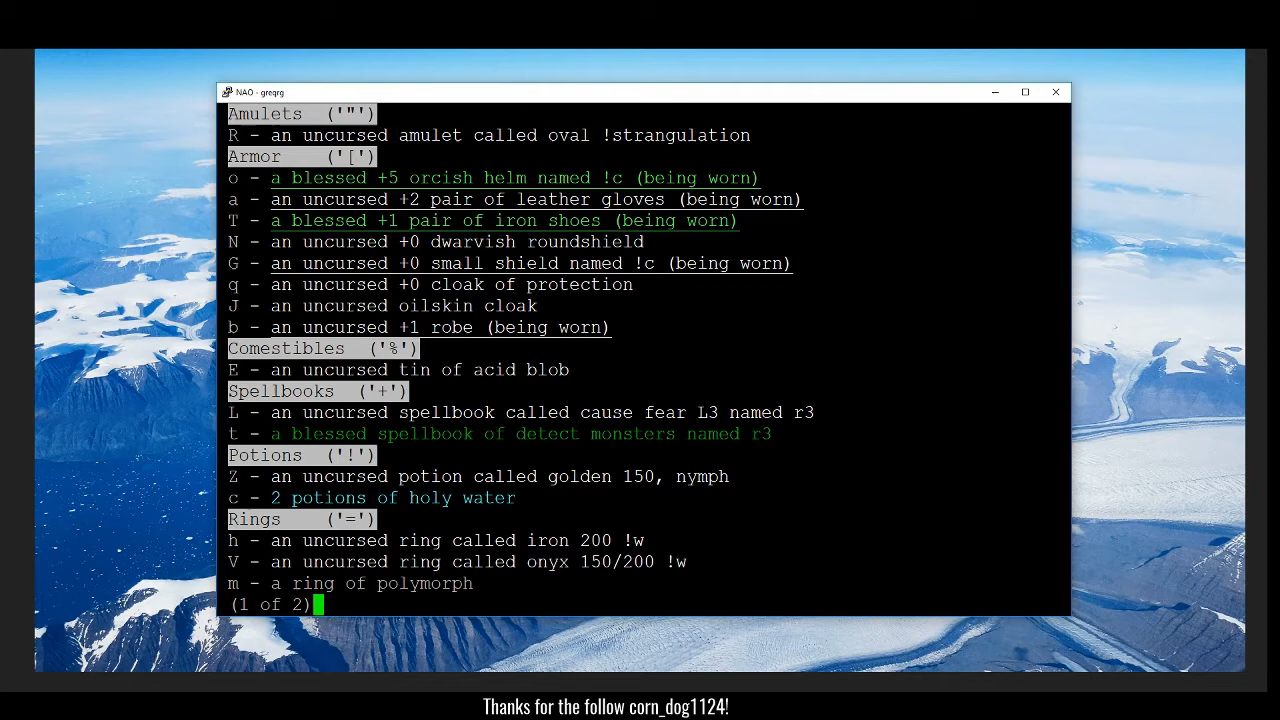 NAO - greqrg
Amulets ('"')
R - an uncursed amulet called oval !strangulation
Armor ('[')
o - a blessed +5 orcish helm named !c (being worn)
a - an uncursed +2 pair of leather gloves (being worn)
T - a blessed +1 pair of iron shoes (being worn)
N - an uncursed +0 dwarvish roundshield
G - an uncursed +0 small shield named !c (being worn)
q - an uncursed +0 cloak of protection
J - an uncursed oilskin cloak
b - an uncursed +1 robe (being worn)
Comestibles ('%')
E - an uncursed tin of acid blob
Spellbooks ('+')
L - an uncursed spellbook called cause fear L3 named r3
t - a blessed spellbook of detect monsters named r3
Potions ('!')
Z - an uncursed potion called golden 150, nymph
c - 2 potions of holy water
Rings ('=')
h - an uncursed ring called iron 200 !w
V - an uncursed ring called onyx 150/200 !w
m - a ring of polymorph
(1 of 2)
Thanks for the follow corn_dog1124!